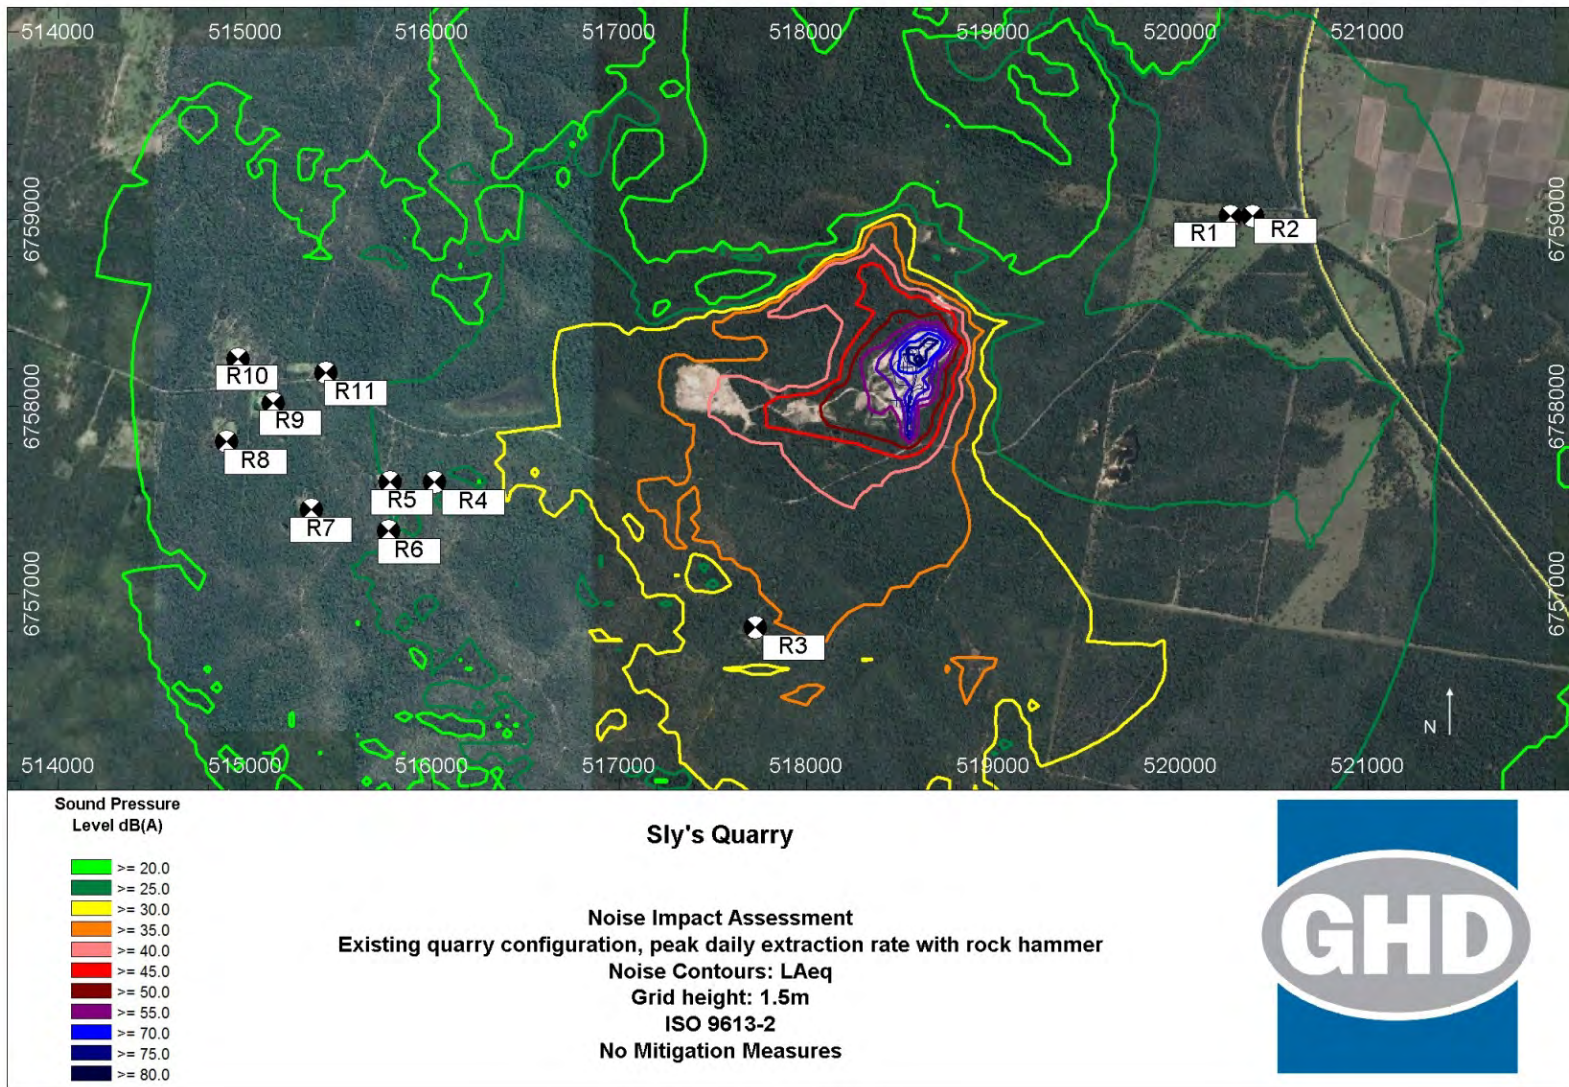 514000 515000 516000 517000 518000 519000 520000 521000
6759000 6759000
R1 R2
R10 R11
R9
6758000 6758000
R8
R5 R4
R7 R6
6757000 6757000
R3
N
514000 515000 516000 517000 518000 519000 520000 521000
Sound Pressure
Level dB(A)
>= 20.0
>= 25.0
>= 30.0
>= 35.0
>= 40.0
>= 45.0
>= 50.0
>= 55.0
>= 70.0
>= 75.0
>= 80.0
Sly's Quarry
Noise Impact Assessment
Existing quarry configuration, peak daily extraction rate with rock hammer
Noise Contours: LAeq
Grid height: 1.5m
ISO 9613-2
No Mitigation Measures
GHD